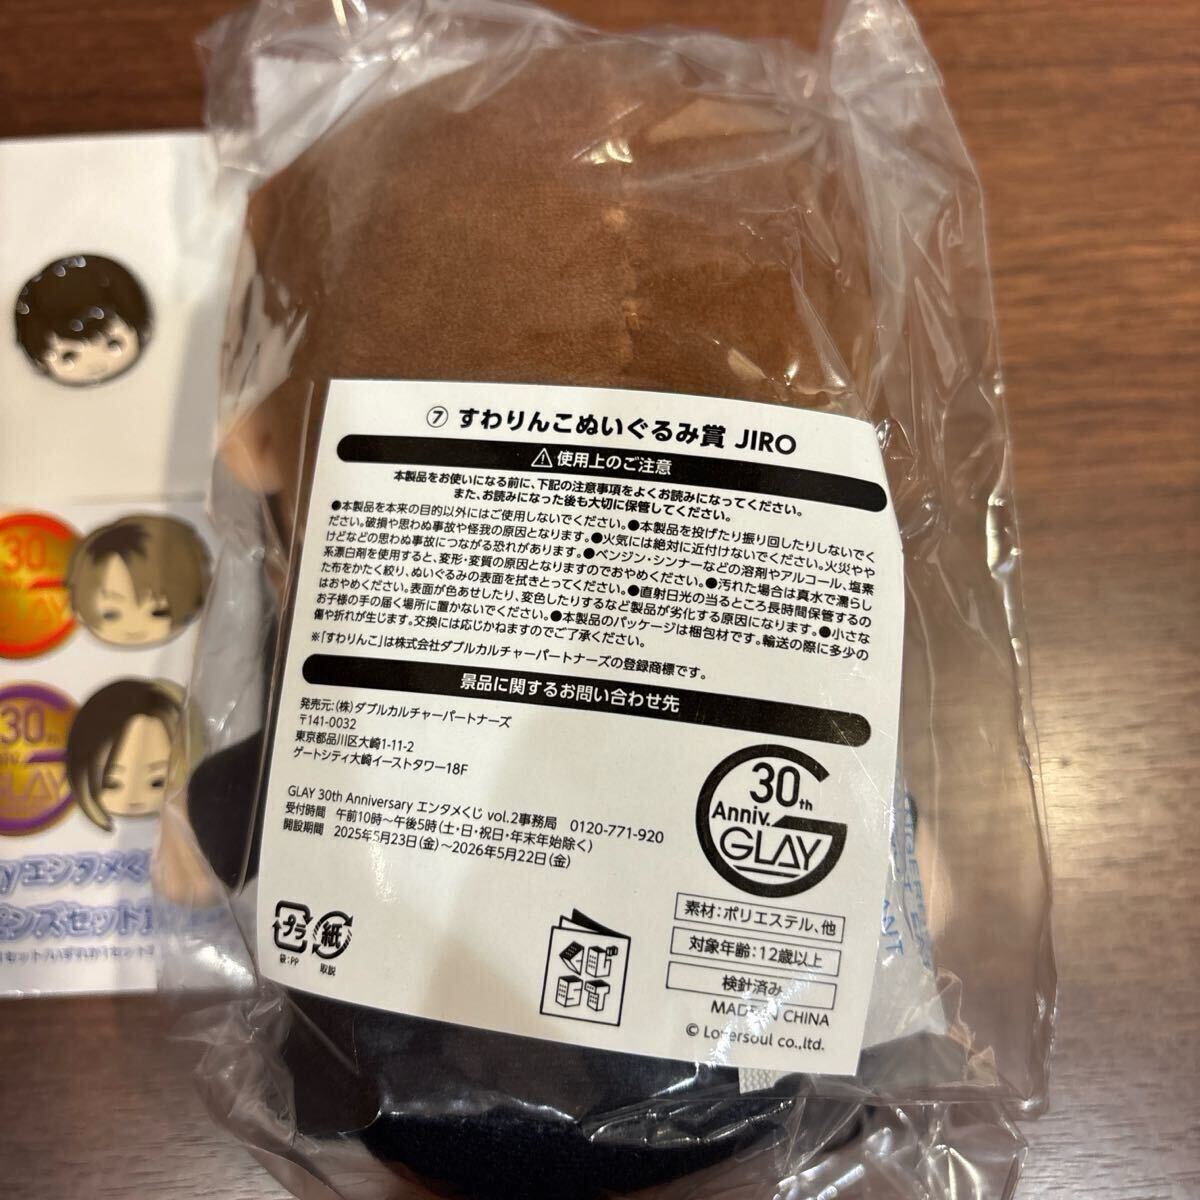 ⑦ すわりんこぬいぐるみ賞 JIRO
⚠使用上のご注意
本製品をお使いになる前に、下記の注意事項をよくお読みになってください。
また、お読みになった後も大切に保管してください。
●本製品を本来の目的以外にはご使用しないでください。●本製品を投げたり振り回したりしないでく
ださい。破損や思わぬ事故や怪我の原因となります。●火気には絶対に近付けないでください。火災やや
けどなどの思わぬ事故につながる恐れがあります。●ベンジン・シンナーなどの溶剤やアルコール、塩素
系漂白剤を使用すると、変形・変質の原因となりますのでおやめください。●汚れた場合は真水で濡らし
た布をかたく絞り、ぬいぐるみの表面を拭きとってください。●直射日光の当るところ長時間保管するの
はおやめください。表面が色あせしたり、変色したりするなど製品が劣化する原因になります。●小さな
お子様の手の届く場所に置かないでください。●本製品のパッケージは梱包材です。輸送の際に多少の
傷や折れが生じます。交換には応じかねますのでご了承ください。
※「すわりんこ」は株式会社ダブルカルチャーパートナーズの登録商標です。
景品に関するお問い合わせ先
発売元:(株)ダブルカルチャーパートナーズ
〒141-0032
東京都品川区大崎1-11-2
ゲートシティ大崎イーストタワー18F
GLAY 30th Anniversary エンタメくじ vol.2事務局 0120-771-920
受付時間 午前10時〜午後5時(土・日・祝日・年末年始除く)
開設期間 2025年5月23日(金)〜2026年5月22日(金)
30th
Anniv.
GLAY
プラ
袋:PP
紙
取説
素材:ポリエステル、他
対象年齢:12歳以上
検針済み
MADE IN CHINA
© Loversoul co.,ltd.
30th
GLAY
30th
GLAY
ay エンタメく
ンズセット